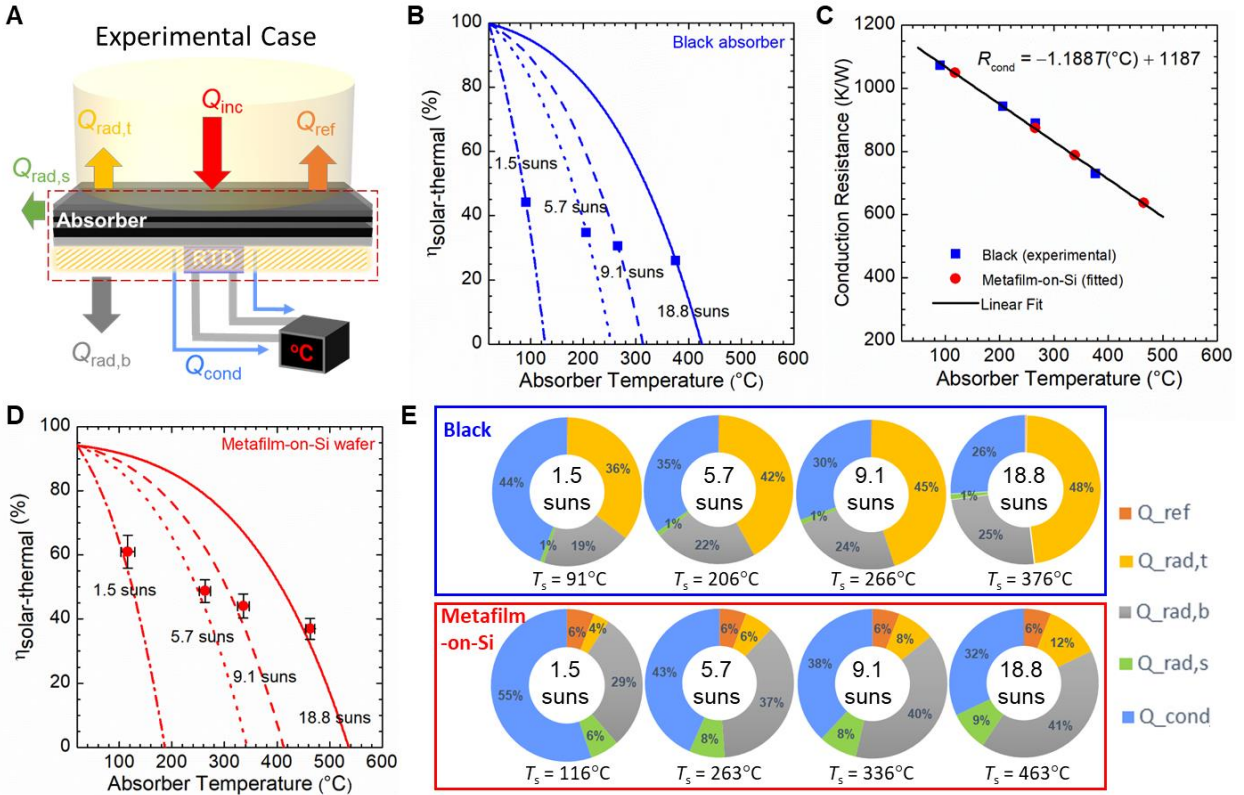 A
Experimental Case
Q_rad,t
Q_inc
Q_ref
Q_rad,s
Absorber
RTD
Q_rad,b
Q_cond
°C
B
100
80
60
40
20
0
η_solar-thermal (%)
Black absorber
1.5 suns
5.7 suns
9.1 suns
18.8 suns
100 200 300 400 500 600
Absorber Temperature (°C)
C
1200
1000
800
600
400
200
Conduction Resistance (K/W)
R_cond = −1.1887T(°C) + 1187
Black (experimental)
Metafilm-on-Si (fitted)
Linear Fit
0 100 200 300 400 500 600
Absorber Temperature (°C)
D
100
80
60
40
20
0
η_solar-thermal (%)
Metafilm-on-Si wafer
1.5 suns
5.7 suns
9.1 suns
18.8 suns
100 200 300 400 500 600
Absorber Temperature (°C)
E
Black
44% 36% 1% 19%
1.5
suns
T_s = 91°C
35% 42% 1% 22%
5.7
suns
T_s = 206°C
30% 45% 1% 24%
9.1
suns
T_s = 266°C
26% 48% 1% 25%
18.8
suns
T_s = 376°C
Metafilm
-on-Si
6% 4% 29% 6% 55%
1.5
suns
T_s = 116°C
6% 6% 37% 8% 43%
5.7
suns
T_s = 263°C
6% 8% 40% 8% 38%
9.1
suns
T_s = 336°C
6% 12% 41% 9% 32%
18.8
suns
T_s = 463°C
Q_ref
Q_rad,t
Q_rad,b
Q_rad,s
Q_cond